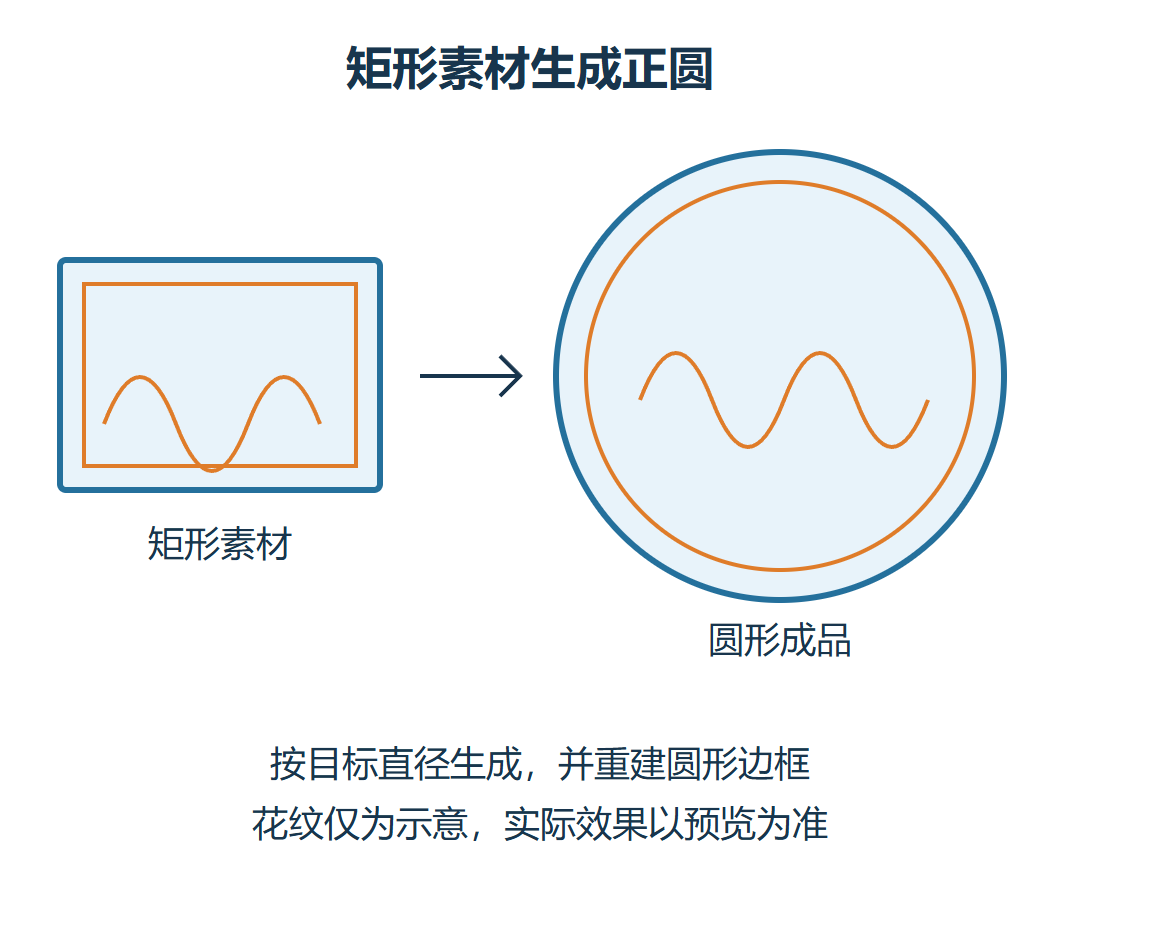 矩形素材生成正圆
矩形素材
圆形成品
按目标直径生成，并重建圆形边框
花纹仅为示意，实际效果以预览为准